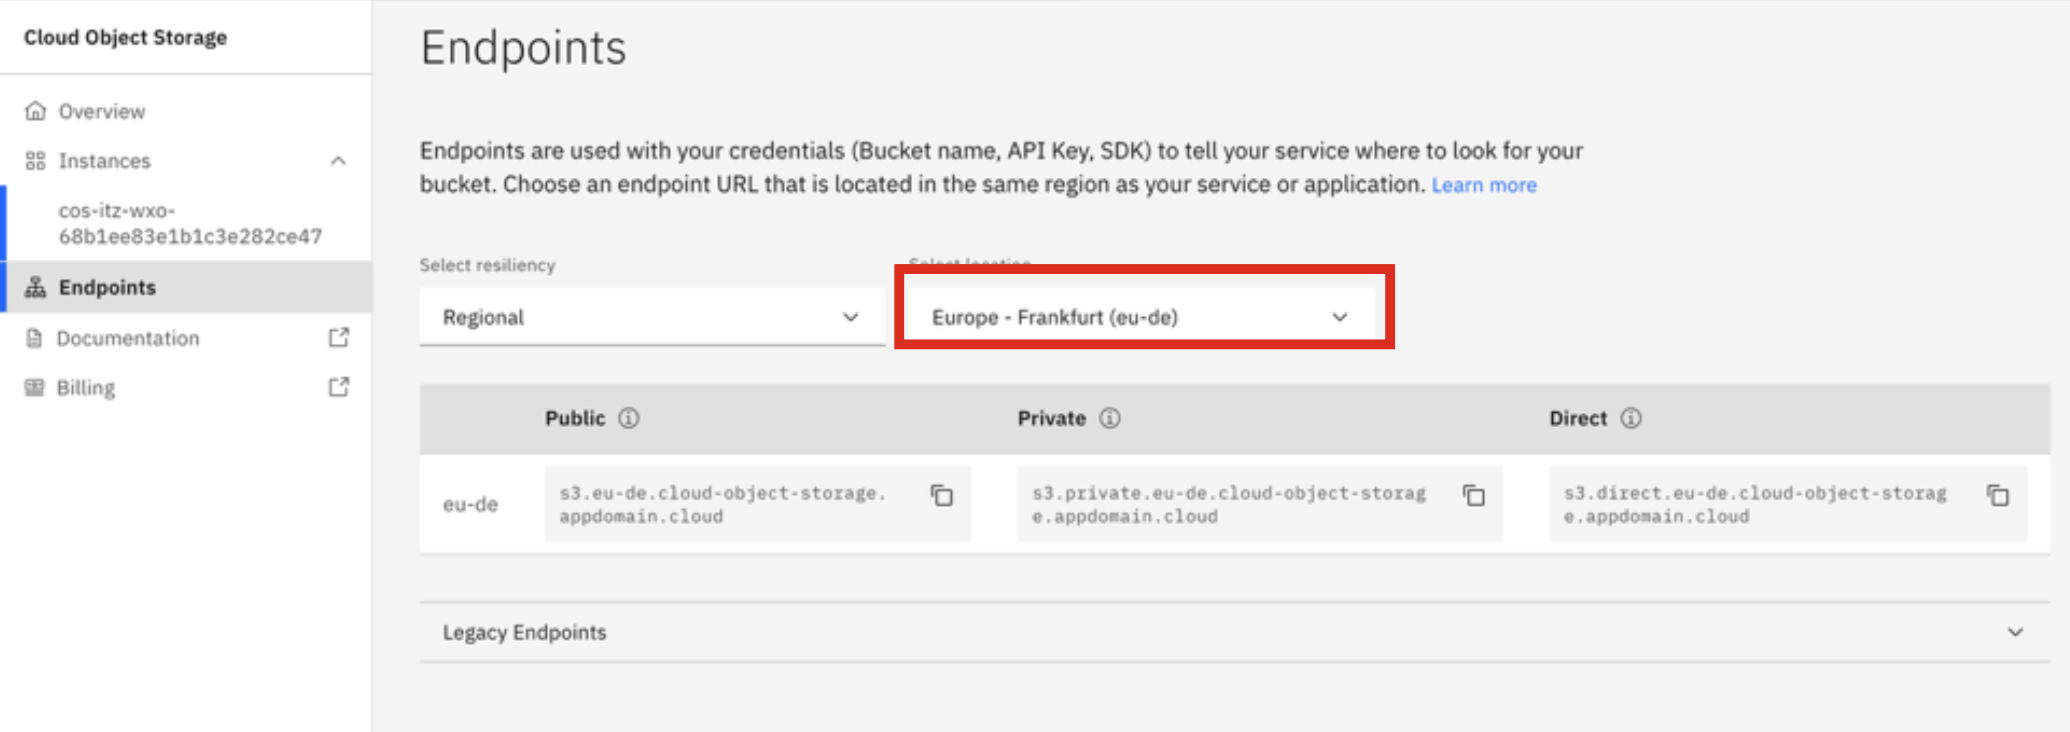 Cloud Object Storage
Overview
Instances
cos-itz-wxo-
68b1ee83e1b1c3e282ce47
Endpoints
Documentation
Billing
Endpoints
Endpoints are used with your credentials (Bucket name, API Key, SDK) to tell your service where to look for your
bucket. Choose an endpoint URL that is located in the same region as your service or application. Learn more
Select resiliency
Select location
Regional
Europe - Frankfurt (eu-de)
Public
Private
Direct
eu-de
s3.eu-de.cloud-object-storage.
appdomain.cloud
s3.private.eu-de.cloud-object-storag
e.appdomain.cloud
s3.direct.eu-de.cloud-object-storag
e.appdomain.cloud
Legacy Endpoints